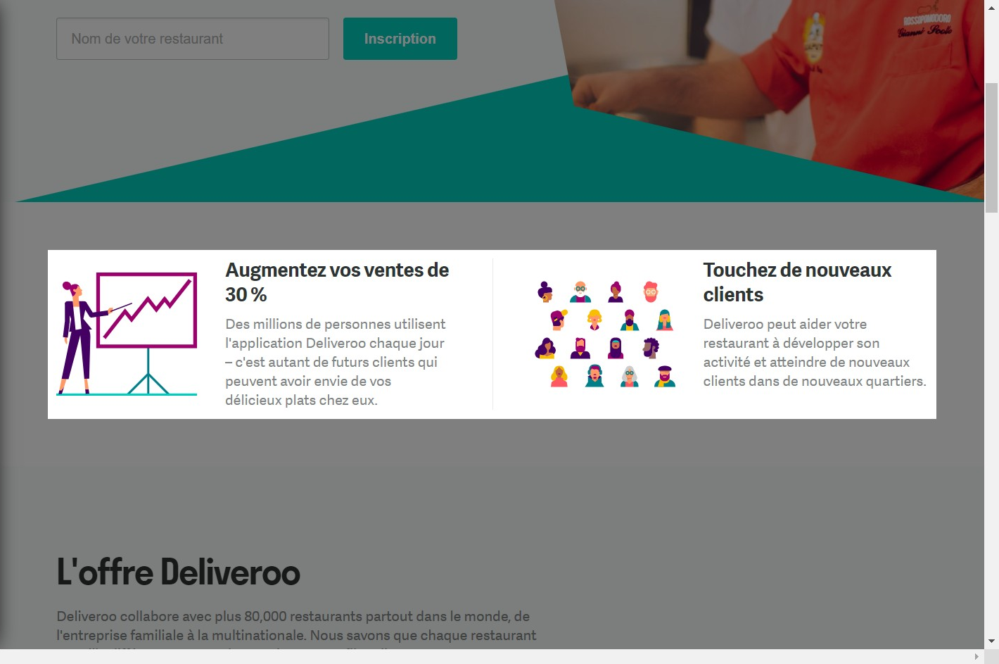 Nom de votre restaurant
Inscription
ROSSOPOMODORO
Augmentez vos ventes de
30 %
Des millions de personnes utilisent
l'application Deliveroo chaque jour
– c'est autant de futurs clients qui
peuvent avoir envie de vos
délicieux plats chez eux.
Touchez de nouveaux
clients
Deliveroo peut aider votre
restaurant à développer son
activité et atteindre de nouveaux
clients dans de nouveaux quartiers.
L'offre Deliveroo
Deliveroo collabore avec plus 80,000 restaurants partout dans le monde, de
l'entreprise familiale à la multinationale. Nous savons que chaque restaurant